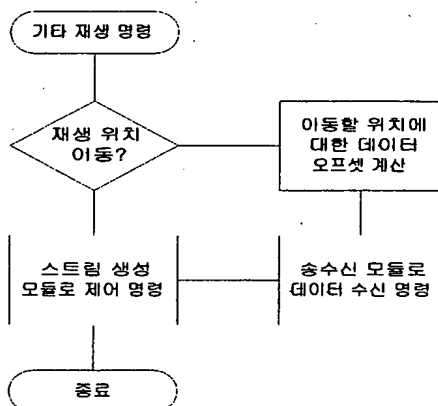 기타 재생 명령
재생 위치
이동?
이동할 위치에
대한 데이터
오프셋 계산
스트림 생성
모듈로 제어 명령
송수신 모듈로
데이터 수신 명령
종료